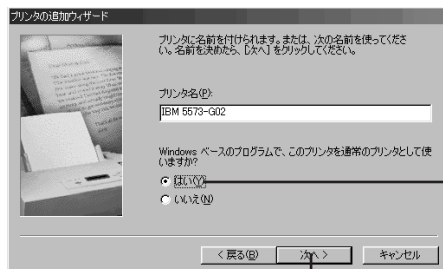 プリンタの追加ウィザード
プリンタに名前を付けられます。または、次の名前を使ってくださ
い。名前を決めたら、[次へ] をクリックしてください。
プリンタ名(P):
IBM 5573-G02
Windows ベースのプログラムで、このプリンタを通常のプリンタとして使
いますか?
はい(Y)
いいえ(N)
< 戻る(B)
次へ >
キャンセル